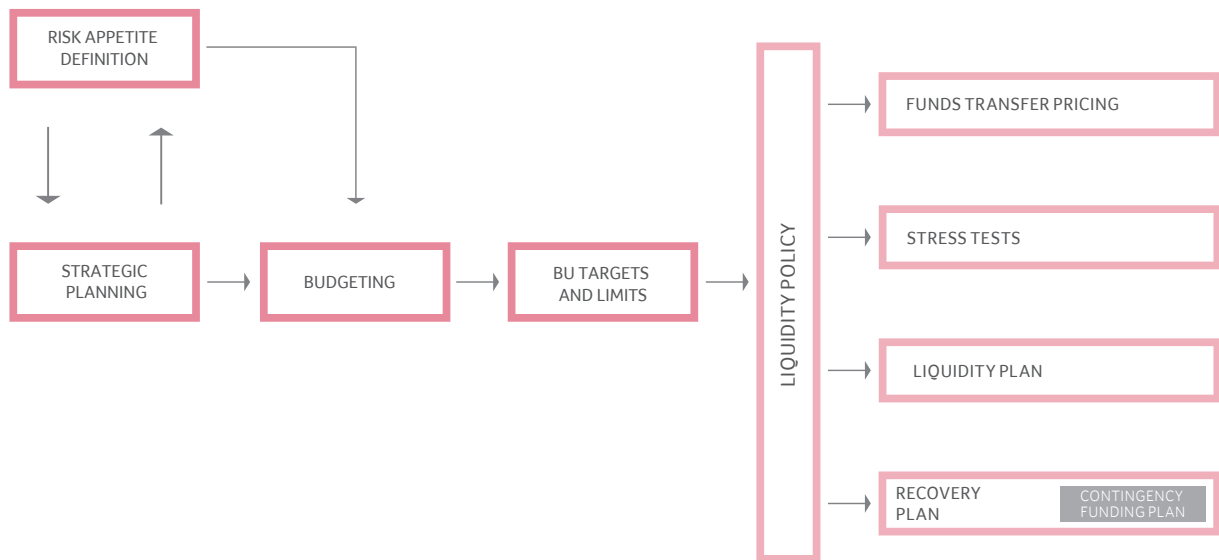 RISK APPETITE
DEFINITION
STRATEGIC
PLANNING
BUDGETING
BU TARGETS
AND LIMITS
LIQUIDITY POLICY
FUNDS TRANSFER PRICING
STRESS TESTS
LIQUIDITY PLAN
RECOVERY
PLAN
CONTINGENCY
FUNDING PLAN